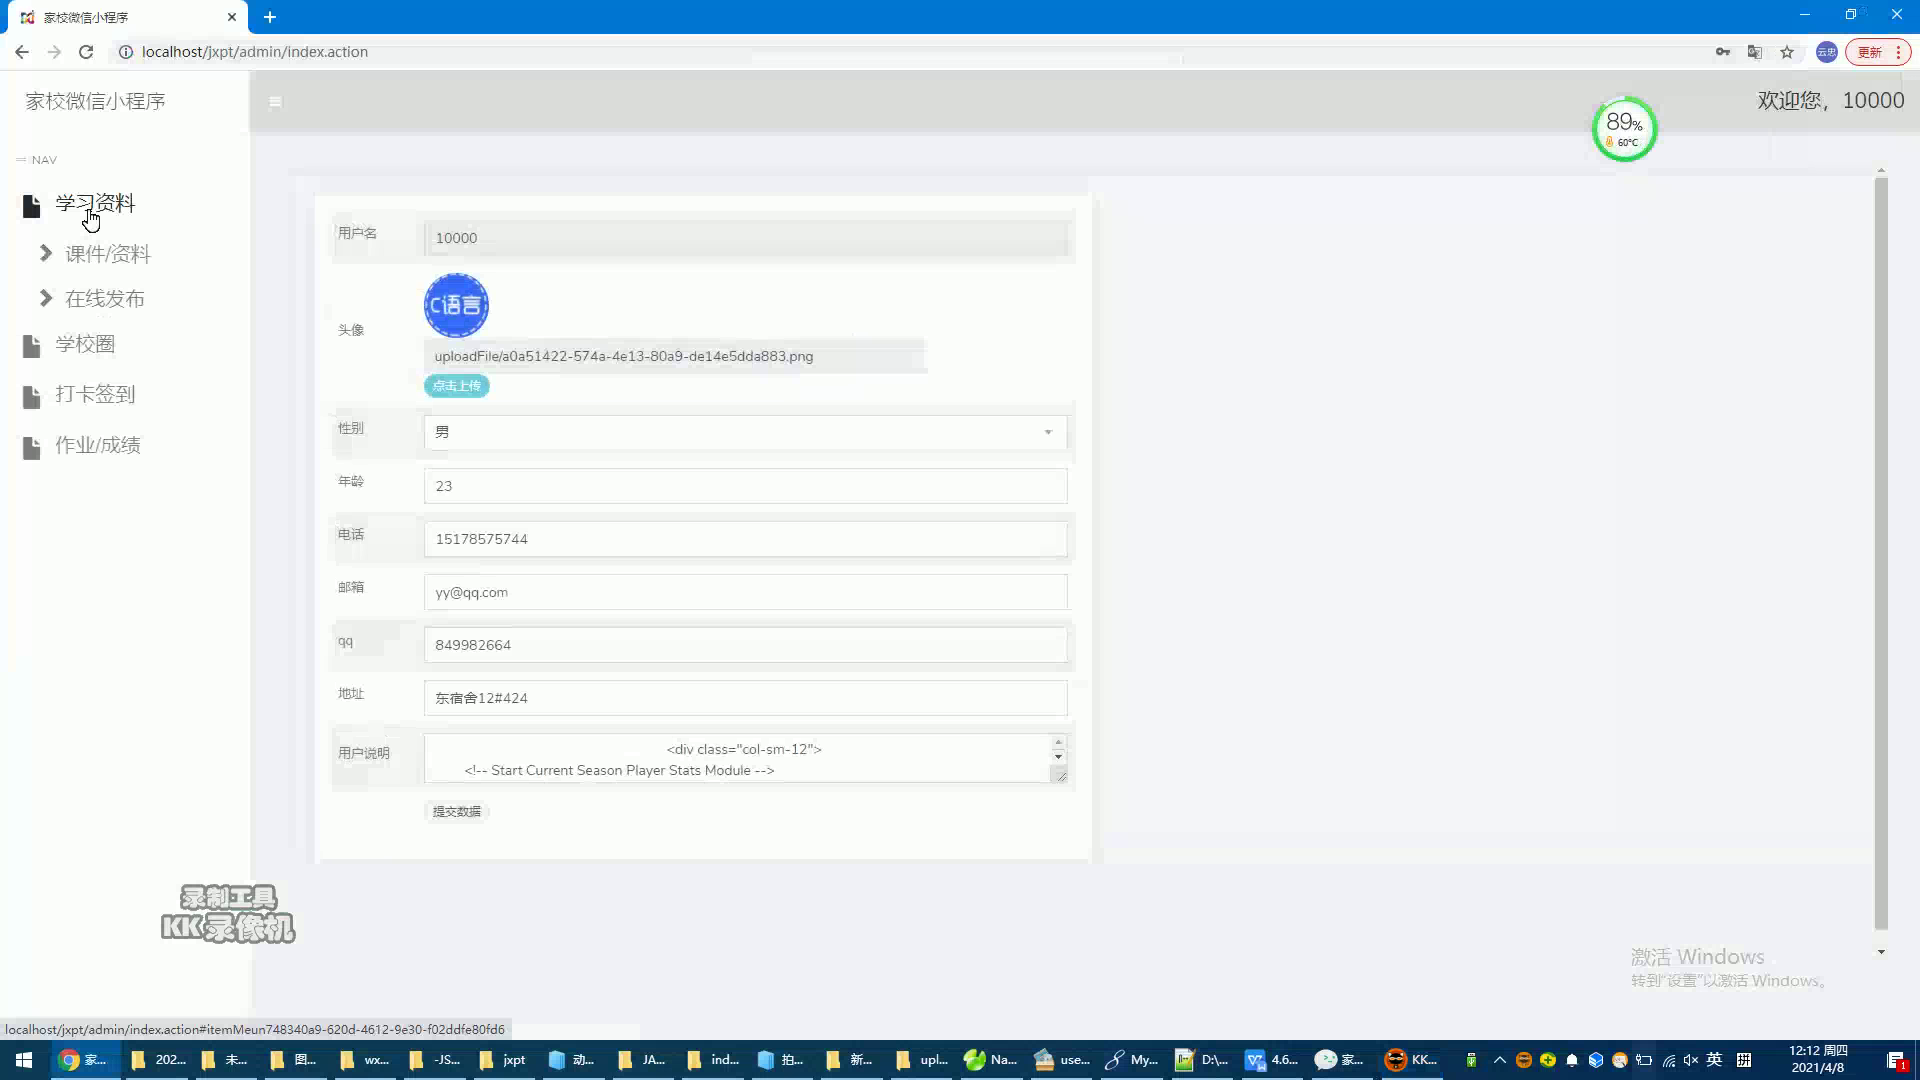 家校微信小程序
localhost/jxpt/admin/index.action
云忠
更新
家校微信小程序
欢迎您，10000
89%
60℃
NAV
学习资料
课件/资料
在线发布
学校圈
打卡签到
作业/成绩
用户名
10000
头像
C语言
uploadFile/a0a51422-574a-4e13-80a9-de14e5dda883.png
点击上传
性别
男
年龄
23
电话
15178575744
邮箱
yy@qq.com
qq
849982664
地址
东宿舍12#424
用户说明
<div class="col-sm-12">
<!-- Start Current Season Player Stats Module -->
提交数据
录制工具
KK录像机
激活 Windows
转到"设置"以激活 Windows。
localhost/jxpt/admin/index.action#itemMeun748340a9-620d-4612-9e30-f02ddfe80fd6
家...
202...
未...
图...
wx...
-JS...
jxpt
动...
JA...
ind...
拍...
新...
upl...
Na...
use...
My...
D:\...
4.6...
家...
KK...
英
拼
12:12 周四
2021/4/8
1